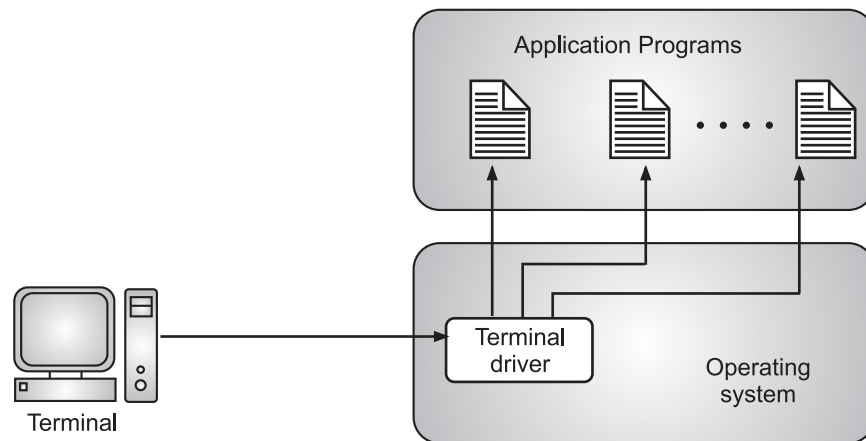 Application Programs
Terminal
driver
Operating
system
Terminal